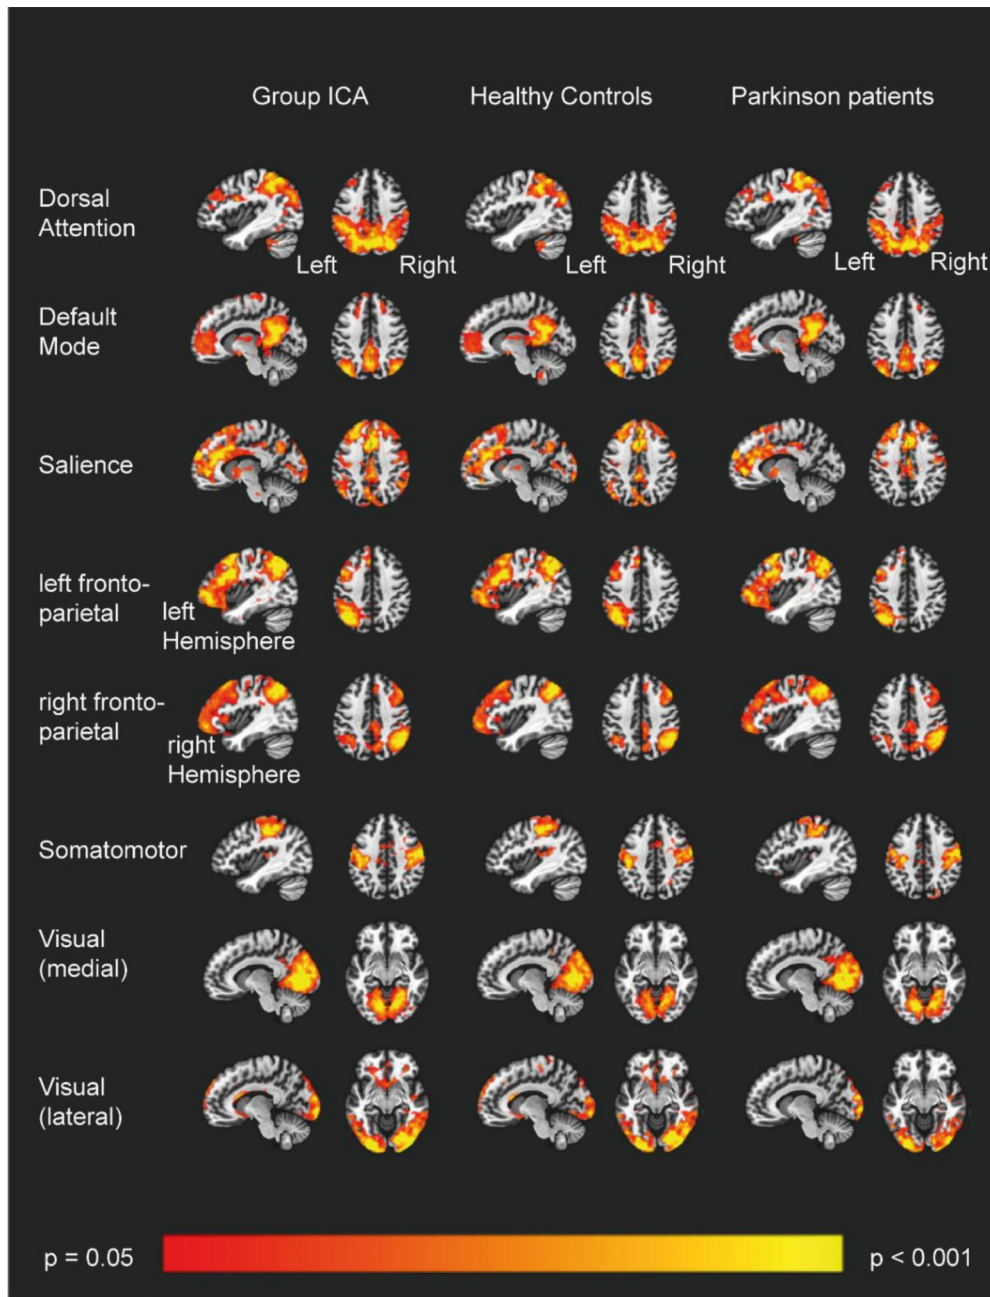 Group ICA Healthy Controls Parkinson patients
Dorsal
Attention
Left Right Left Right Left Right
Default
Mode
Salience
left fronto-
parietal
left
Hemisphere
right fronto-
parietal
right
Hemisphere
Somatomotor
Visual
(medial)
Visual
(lateral)
p = 0.05 p < 0.001